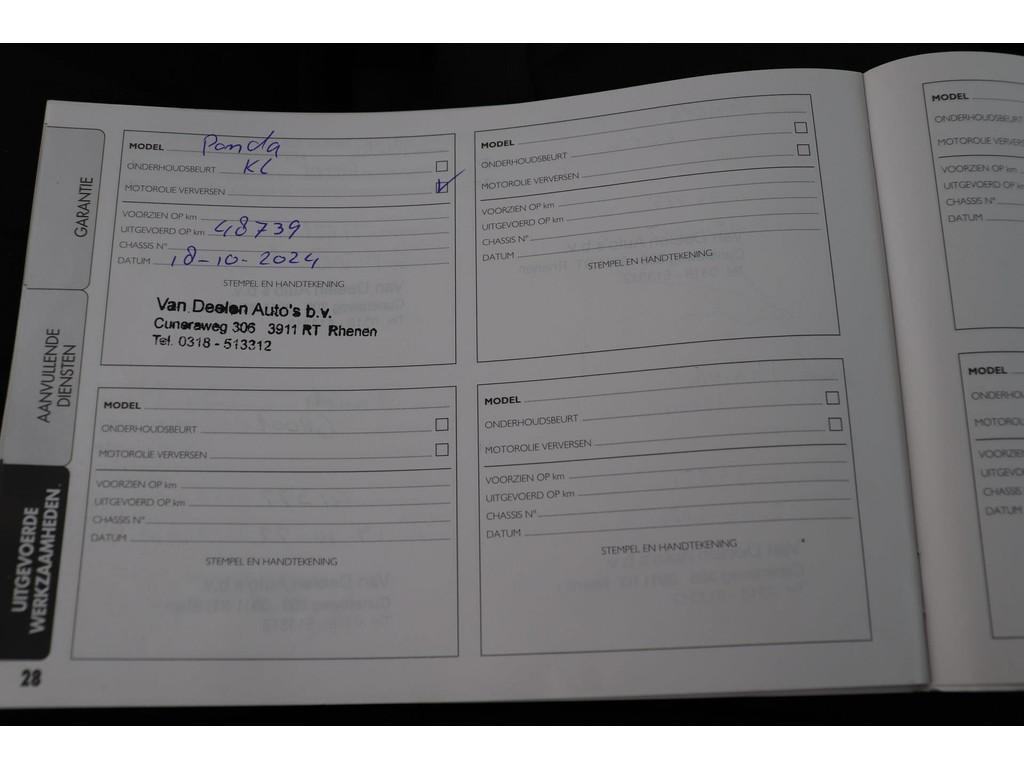 GARANTIE
AANVULLENDE
DIENSTEN
UITGEVOERDE
WERKZAAMHEDEN.
28
MODEL Panda
ONDERHOUDSBEURT KL
MOTOROLIE VERVERSEN
VOORZIEN OP km
UITGEVOERD OP km 48739
CHASSIS N°
DATUM 18-10-2024
STEMPEL EN HANDTEKENING
Van Deelen Auto's b.v.
Cuneraweg 306 3911 RT Rhenen
Tel. 0318 - 513312
MODEL
ONDERHOUDSBEURT
MOTOROLIE VERVERSEN
VOORZIEN OP km
UITGEVOERD OP km
CHASSIS N°
DATUM
STEMPEL EN HANDTEKENING
MODEL
ONDERHOUDSBEURT
MOTOROLIE VERVERSEN
VOORZIEN OP km
UITGEVOERD OP km
CHASSIS N°
DATUM
STEMPEL EN HANDTEKENING
MODEL
ONDERHOUDSBEURT
MOTOROLIE VERVERSEN
VOORZIEN OP km
UITGEVOERD OP km
CHASSIS N°
DATUM
STEMPEL EN HANDTEKENING
MODEL
ONDERHOUDSBEURT
MOTOROLIE VERVERS
VOORZIEN OP km
UITGEVOERD OP km
CHASSIS N°
DATUM
MODEL
ONDERHO
MOTOROL
VOORZIEN
UITGEVO
CHASSIS
DATUM